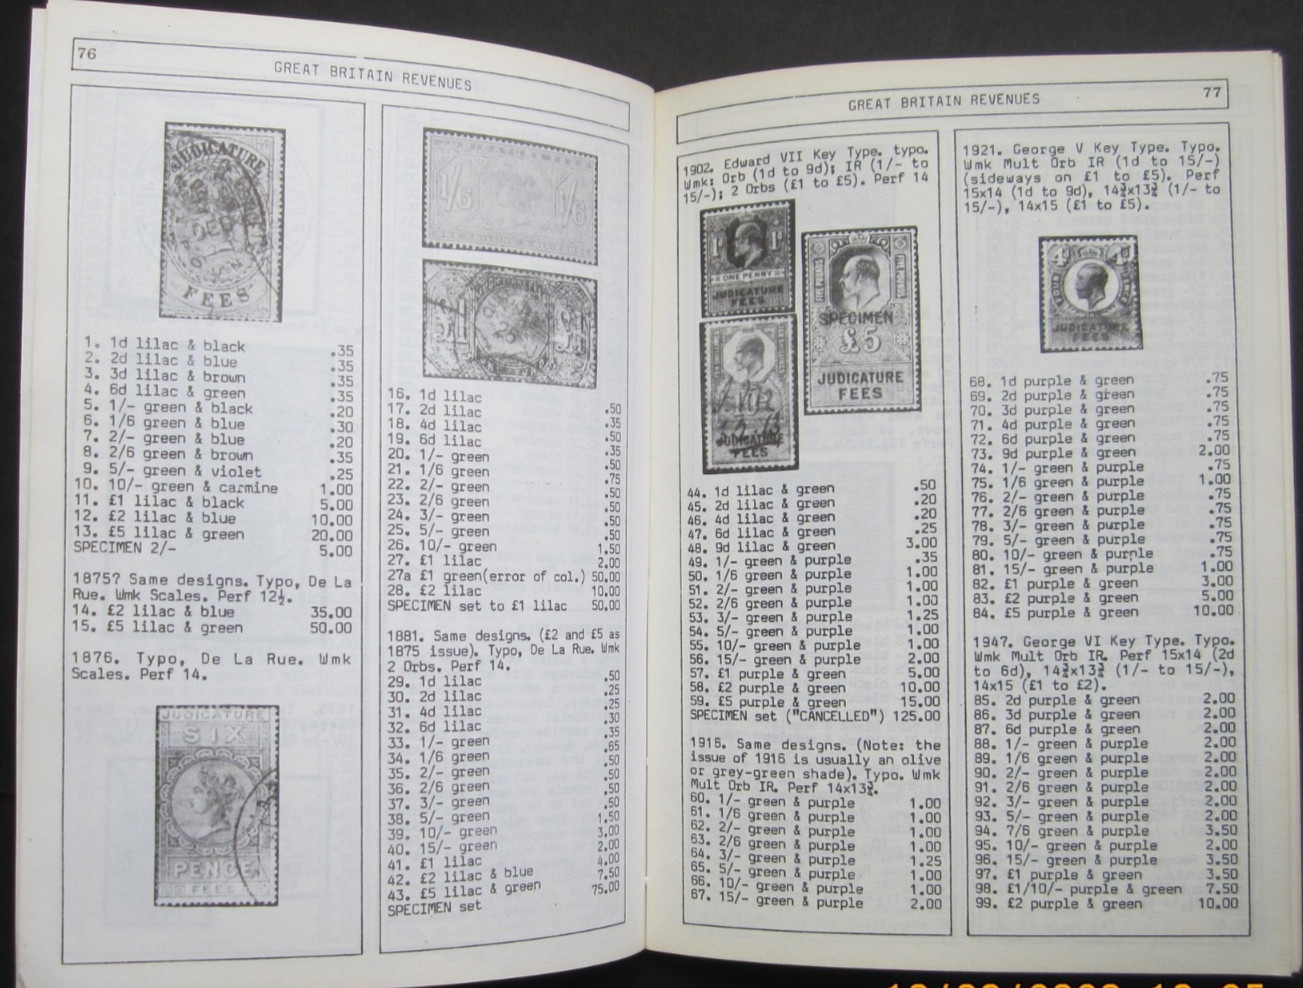 76
GREAT BRITAIN REVENUES
JUDICATURE
FEES
1. 1d lilac & black .35
2. 2d lilac & blue .35
3. 3d lilac & brown .35
4. 6d lilac & green .35
5. 1/- green & black .20
6. 1/6 green & blue .30
7. 2/- green & blue .20
8. 2/6 green & brown .35
9. 5/- green & violet .25
10. 10/- green & carmine 1.00
11. £1 lilac & black 5.00
12. £2 lilac & blue 10.00
13. £5 lilac & green 20.00
SPECIMEN 2/- 5.00
1875? Same designs. Typo, De La
Rue. Wmk Scales. Perf 12½.
14. £2 lilac & blue 35.00
15. £5 lilac & green 50.00
1876. Typo, De La Rue. Wmk
Scales. Perf 14.
JUDICATURE
SIX
PENCE
FEES
1/6 1/6
£1 £1
16. 1d lilac .50
17. 2d lilac .35
18. 4d lilac .50
19. 6d lilac .35
20. 1/- green .50
21. 1/6 green .75
22. 2/- green .50
23. 2/6 green .50
24. 3/- green .50
25. 5/- green .50
26. 10/- green 1.50
27. £1 lilac 2.00
27a £1 green(error of col.) 50.00
28. £2 lilac 10.00
SPECIMEN set to £1 lilac 50.00
1881. Same designs. (£2 and £5 as
1875 issue). Typo, De La Rue. Wmk
2 Orbs. Perf 14.
29. 1d lilac .50
30. 2d lilac .25
31. 4d lilac .25
32. 6d lilac .30
33. 1/- green .35
34. 1/6 green .65
35. 2/- green .50
36. 2/6 green .50
37. 3/- green .50
38. 5/- green .50
39. 10/- green 1.50
40. 15/- green 3.00
41. £1 lilac 2.00
42. £2 lilac & blue 4.00
43. £5 lilac & green 7.50
SPECIMEN set 75.00
GREAT BRITAIN REVENUES
77
1902. Edward VII Key Type. typo.
Wmk: Orb (1d to 9d); IR (1/- to
15/-); 2 Orbs (£1 to £5). Perf 14
1d
ONE PENNY
JUDICATURE
FEES
SPECIMEN
£5
JUDICATURE
FEES
JUDICATURE
FEES
44. 1d lilac & green .50
45. 2d lilac & green .20
46. 4d lilac & green .20
47. 6d lilac & green .25
48. 9d lilac & green 3.00
49. 1/- green & purple .35
50. 1/6 green & purple 1.00
51. 2/- green & purple 1.00
52. 2/6 green & purple 1.00
53. 3/- green & purple 1.25
54. 5/- green & purple 1.00
55. 10/- green & purple 1.00
56. 15/- green & purple 2.00
57. £1 purple & green 5.00
58. £2 purple & green 10.00
59. £5 purple & green 15.00
SPECIMEN set ("CANCELLED") 125.00
1916. Same designs. (Note: the
issue of 1916 is usually an olive
or grey-green shade). Typo. Wmk
Mult Orb IR. Perf 14x13¾.
60. 1/- green & purple 1.00
61. 1/6 green & purple 1.00
62. 2/- green & purple 1.00
63. 2/6 green & purple 1.00
64. 3/- green & purple 1.25
65. 5/- green & purple 1.00
66. 10/- green & purple 1.00
67. 15/- green & purple 2.00
1921. George V Key Type. Typo.
Wmk Mult Orb IR (1d to 15/-)
(sideways on £1 to £5). Perf
15x14 (1d to 9d), 14¾x13¾ (1/- to
15/-), 14x15 (£1 to £5).
JUDICATURE
FEES
68. 1d purple & green .75
69. 2d purple & green .75
70. 3d purple & green .75
71. 4d purple & green .75
72. 6d purple & green .75
73. 9d purple & green 2.00
74. 1/- green & purple .75
75. 1/6 green & purple 1.00
76. 2/- green & purple .75
77. 2/6 green & purple .75
78. 3/- green & purple .75
79. 5/- green & purple .75
80. 10/- green & purple .75
81. 15/- green & purple 1.00
82. £1 purple & green 3.00
83. £2 purple & green 5.00
84. £5 purple & green 10.00
1947. George VI Key Type. Typo.
Wmk Mult Orb IR. Perf 15x14 (2d
to 6d), 14¾x13¾ (1/- to 15/-),
14x15 (£1 to £2).
85. 2d purple & green 2.00
86. 3d purple & green 2.00
87. 6d purple & green 2.00
88. 1/- green & purple 2.00
89. 1/6 green & purple 2.00
90. 2/- green & purple 2.00
91. 2/6 green & purple 2.00
92. 3/- green & purple 2.00
93. 5/- green & purple 2.00
94. 7/6 green & purple 3.50
95. 10/- green & purple 2.00
96. 15/- green & purple 3.50
97. £1 purple & green 3.50
98. £1/10/- purple & green 7.50
99. £2 purple & green 10.00